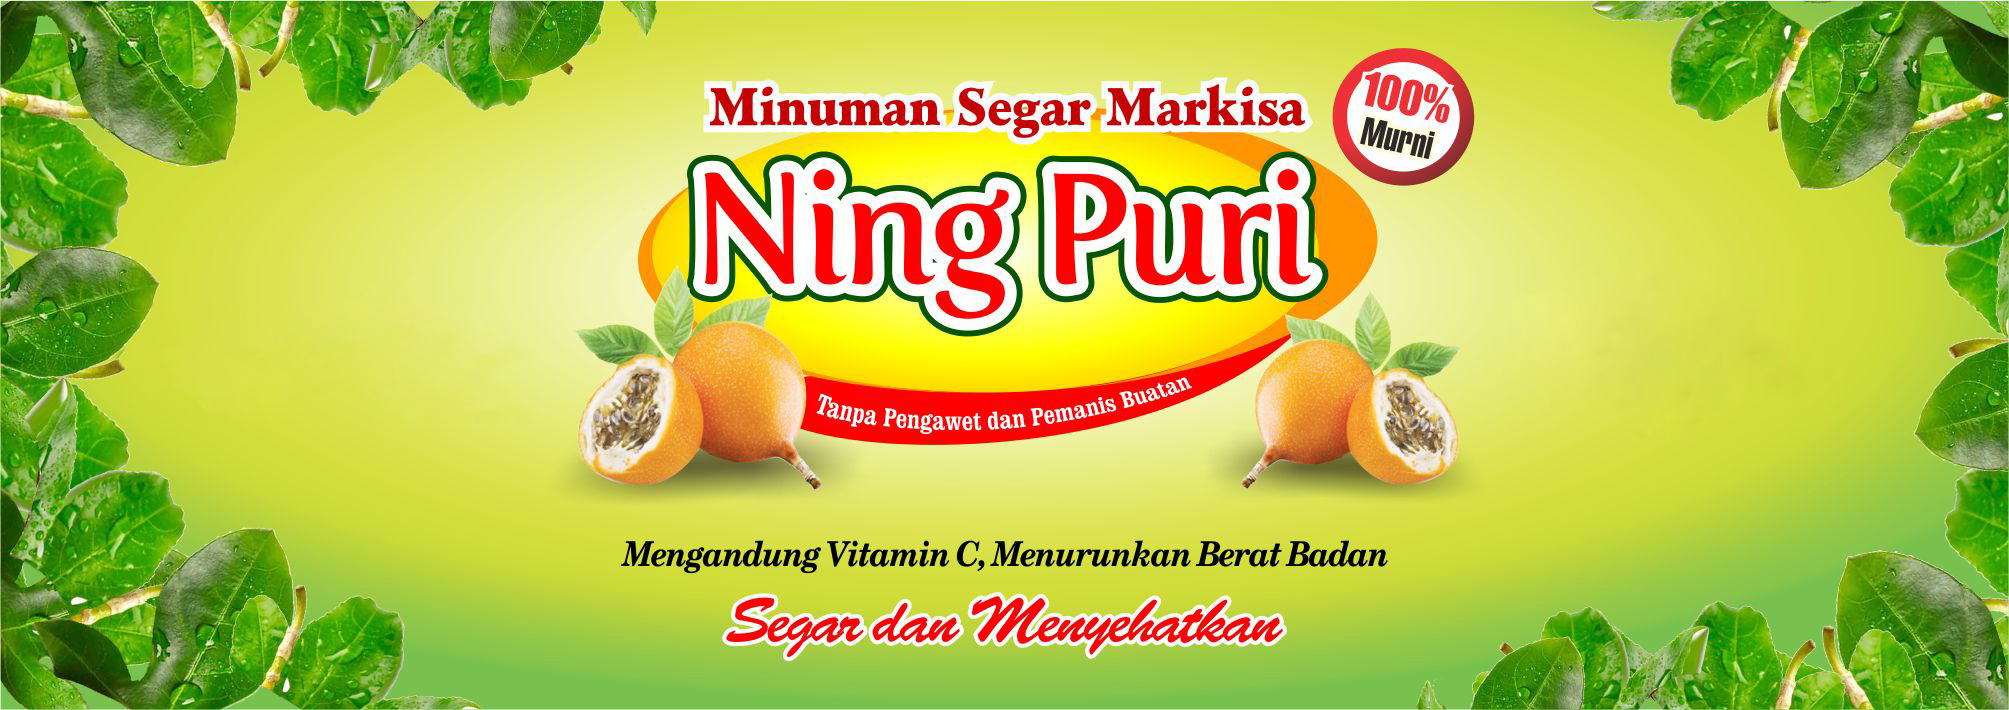 Minuman Segar Markisa
100%
Murni
Ning Puri
Tanpa Pengawet dan Pemanis Buatan
Mengandung Vitamin C, Menurunkan Berat Badan
Segar dan Menyehatkan